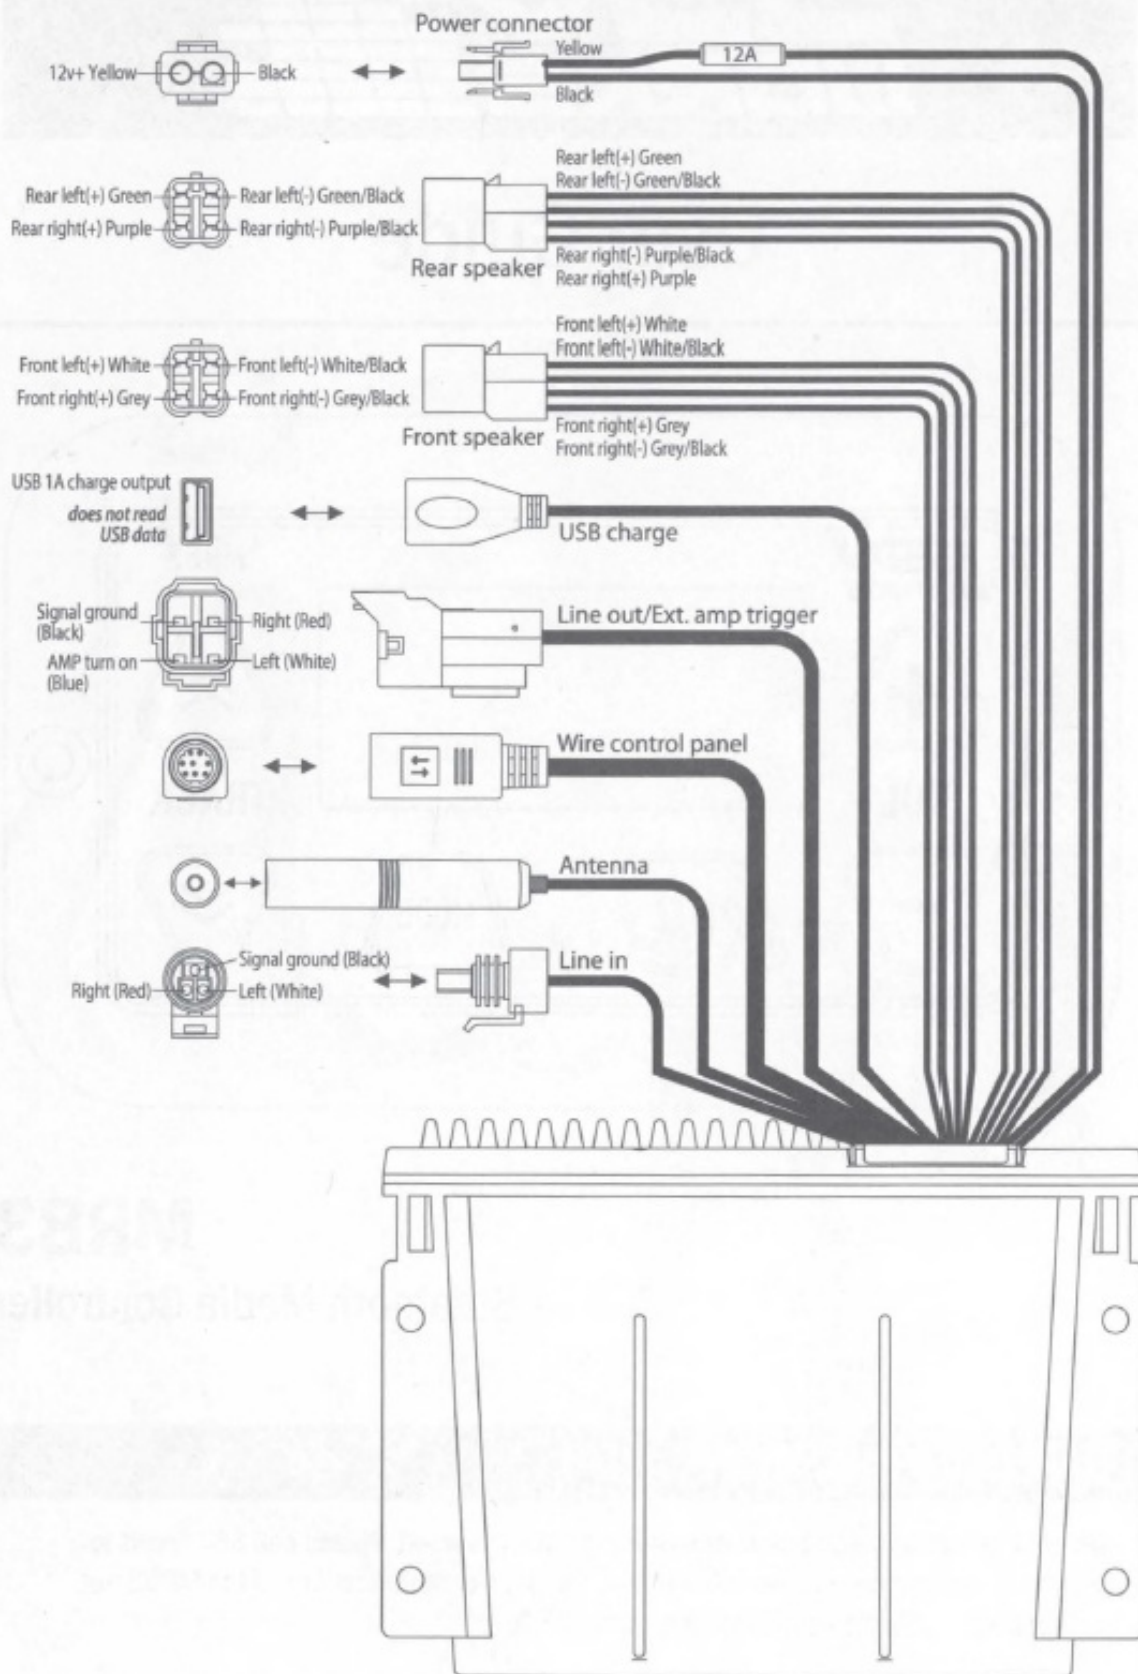 Power connector
12v+ Yellow
Black
Yellow
12A
Black
Rear left(+) Green
Rear left(-) Green/Black
Rear left(+) Green
Rear left(-) Green/Black
Rear right(+) Purple
Rear right(-) Purple/Black
Rear speaker
Rear right(-) Purple/Black
Rear right(+) Purple
Front left(+) White
Front left(-) White/Black
Front left(+) White
Front left(-) White/Black
Front right(+) Grey
Front right(-) Grey/Black
Front speaker
Front right(+) Grey
Front right(-) Grey/Black
USB 1A charge output
does not read
USB data
USB charge
Signal ground
(Black)
Right (Red)
Line out/Ext. amp trigger
AMP turn on
(Blue)
Left (White)
Wire control panel
Antenna
Signal ground (Black)
Line in
Right (Red)
Left (White)